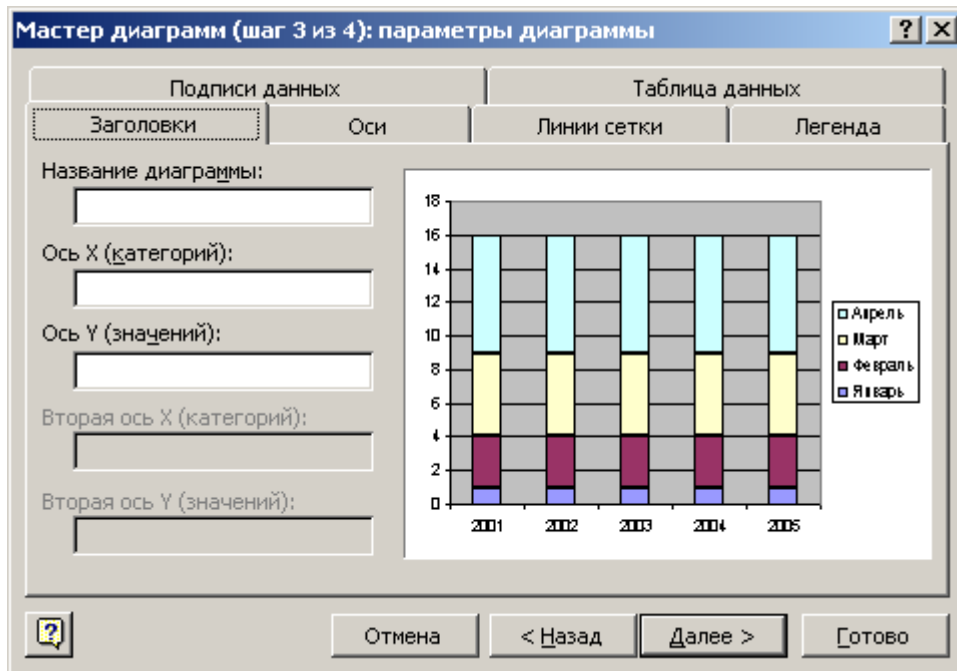 Мастер диаграмм (шаг 3 из 4): параметры диаграммы
Подписи данных
Таблица данных
Заголовки
Оси
Линии сетки
Легенда
Название диаграммы:
Ось X (категорий):
Ось Y (значений):
Вторая ось X (категорий):
Вторая ось Y (значений):
18
16
14
12
10
8
6
4
2
0
2001 2002 2003 2004 2005
Апрель
Март
Февраль
Январь
Отмена
< Назад
Далее >
Готово